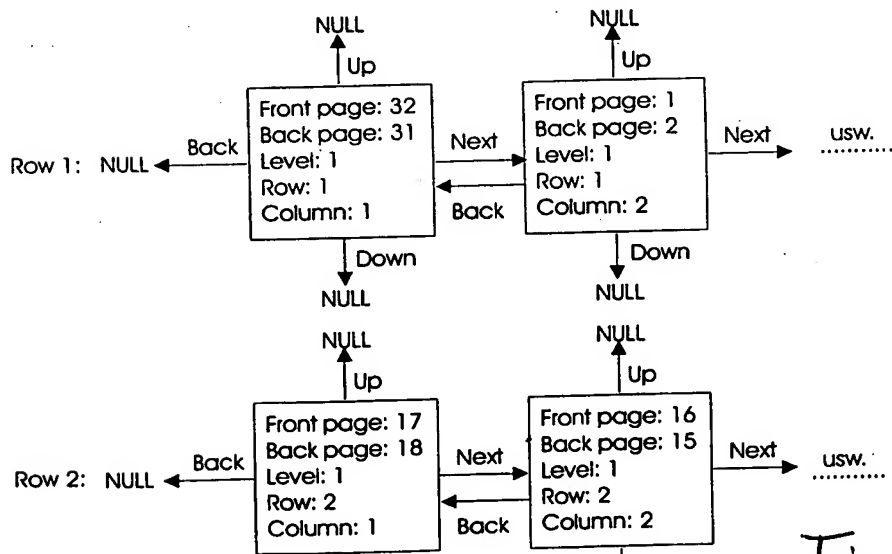 NULL NULL
Up Up
Front page: 32
Back page: 31
Level: 1
Row: 1
Column: 1
Front page: 1
Back page: 2
Level: 1
Row: 1
Column: 2
Row 1: NULL Back Next Back Next usw.
Down Down
NULL NULL
NULL NULL
Up Up
Front page: 17
Back page: 18
Level: 1
Row: 2
Column: 1
Front page: 16
Back page: 15
Level: 1
Row: 2
Column: 2
Row 2: NULL Back Next Back Next usw.